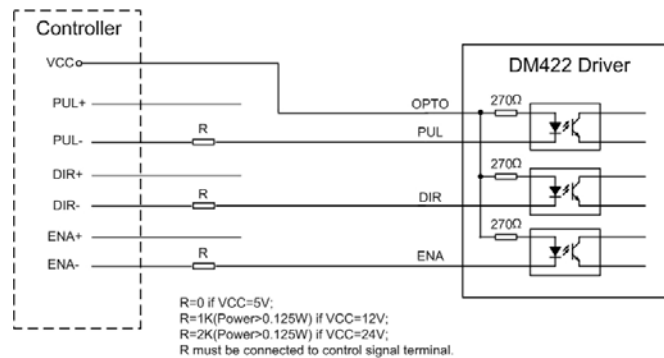 Controller
VCC
DM422 Driver
PUL+
OPTO
270Ω
PUL-
R
PUL
DIR+
270Ω
DIR-
R
DIR
ENA+
270Ω
ENA-
R
ENA
R=0 if VCC=5V;
R=1K(Power>0.125W) if VCC=12V;
R=2K(Power>0.125W) if VCC=24V;
R must be connected to control signal terminal.